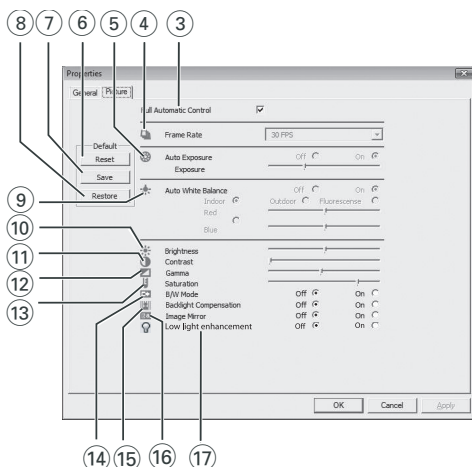 8 7 6 5 4 3
Properties
General Picture
Full Automatic Control
Frame Rate 30 FPS
Default
Reset
Save
Restore
Auto Exposure Off On
Exposure
Auto White Balance Off On
Indoor Outdoor Fluorescense
Red
Blue
9
10
11
12
13
Brightness
Contrast
Gamma
Saturation
B/W Mode Off On
Backlight Compensation Off On
Image Mirror Off On
Low light enhancement Off On
OK Cancel Apply
14 15 16 17